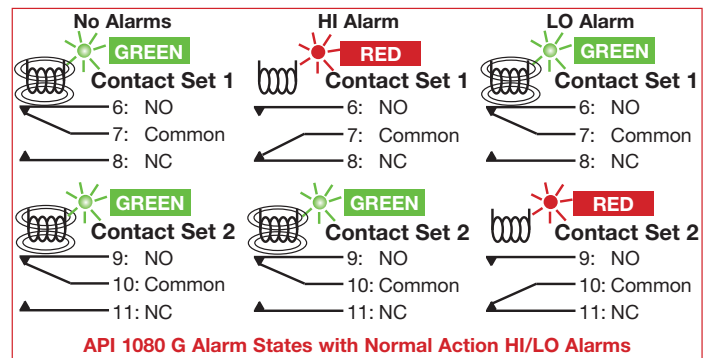 No Alarms HI Alarm LO Alarm
GREEN RED GREEN
Contact Set 1 Contact Set 1 Contact Set 1
6: NO 6: NO 6: NO
7: Common 7: Common 7: Common
8: NC 8: NC 8: NC
GREEN GREEN RED
Contact Set 2 Contact Set 2 Contact Set 2
9: NO 9: NO 9: NO
10: Common 10: Common 10: Common
11: NC 11: NC 11: NC
API 1080 G Alarm States with Normal Action HI/LO Alarms